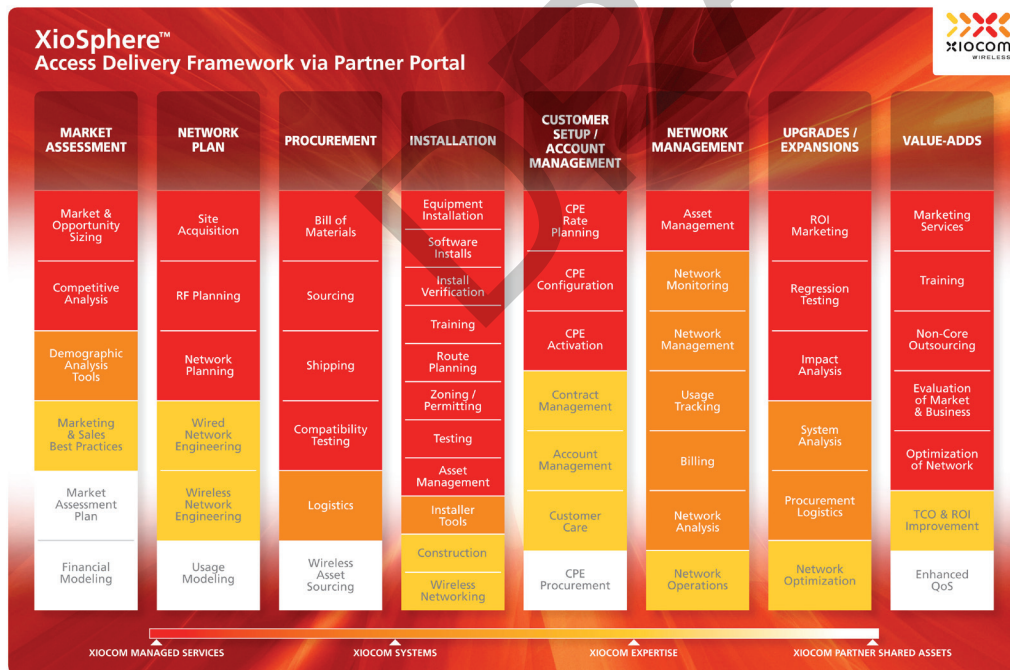 XioSphere™
Access Delivery Framework via Partner Portal
XIOCOM
WIRELESS
MARKET
ASSESSMENT
Market &
Opportunity
Sizing
Competitive
Analysis
Demographic
Analysis
Tools
Marketing
& Sales
Best Practices
Market
Assessment
Plan
Financial
Modeling
NETWORK
PLAN
Site
Acquisition
RF Planning
Network
Planning
Wired
Network
Engineering
Wireless
Network
Engineering
Usage
Modeling
PROCUREMENT
Bill of
Materials
Sourcing
Shipping
Compatibility
Testing
Logistics
Wireless
Asset
Sourcing
INSTALLATION
Equipment
Installation
Software
Installs
Install
Verification
Training
Route
Planning
Zoning /
Permitting
Testing
Asset
Management
Installer
Tools
Construction
Wireless
Networking
CUSTOMER
SETUP /
ACCOUNT
MANAGEMENT
CPE
Rate
Planning
CPE
Configuration
CPE
Activation
Contract
Management
Account
Management
Customer
Care
CPE
Procurement
NETWORK
MANAGEMENT
Asset
Management
Network
Monitoring
Network
Management
Usage
Tracking
Billing
Network
Analysis
Network
Operations
UPGRADES /
EXPANSIONS
ROI
Marketing
Regression
Testing
Impact
Analysis
System
Analysis
Procurement
Logistics
Network
Optimization
VALUE-ADDS
Marketing
Services
Training
Non-Core
Outsourcing
Evaluation
of Market
& Business
Optimization
of Network
TCO & ROI
Improvement
Enhanced
QoS
XIOCOM MANAGED SERVICES
XIOCOM SYSTEMS
XIOCOM EXPERTISE
XIOCOM PARTNER SHARED ASSETS